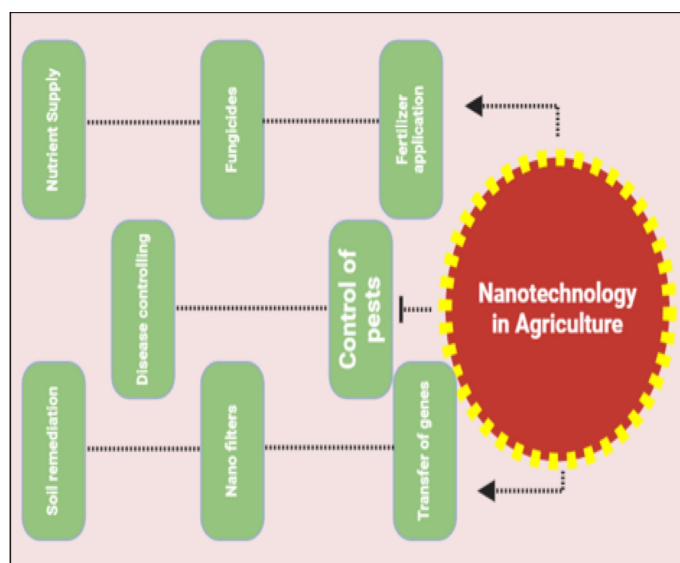 Nutrient Supply
Fungicides
Fertilizer
application
Disease controlling
Control of
pests
Nanotechnology
in Agriculture
Soil remediation
Nano filters
Transfer of genes